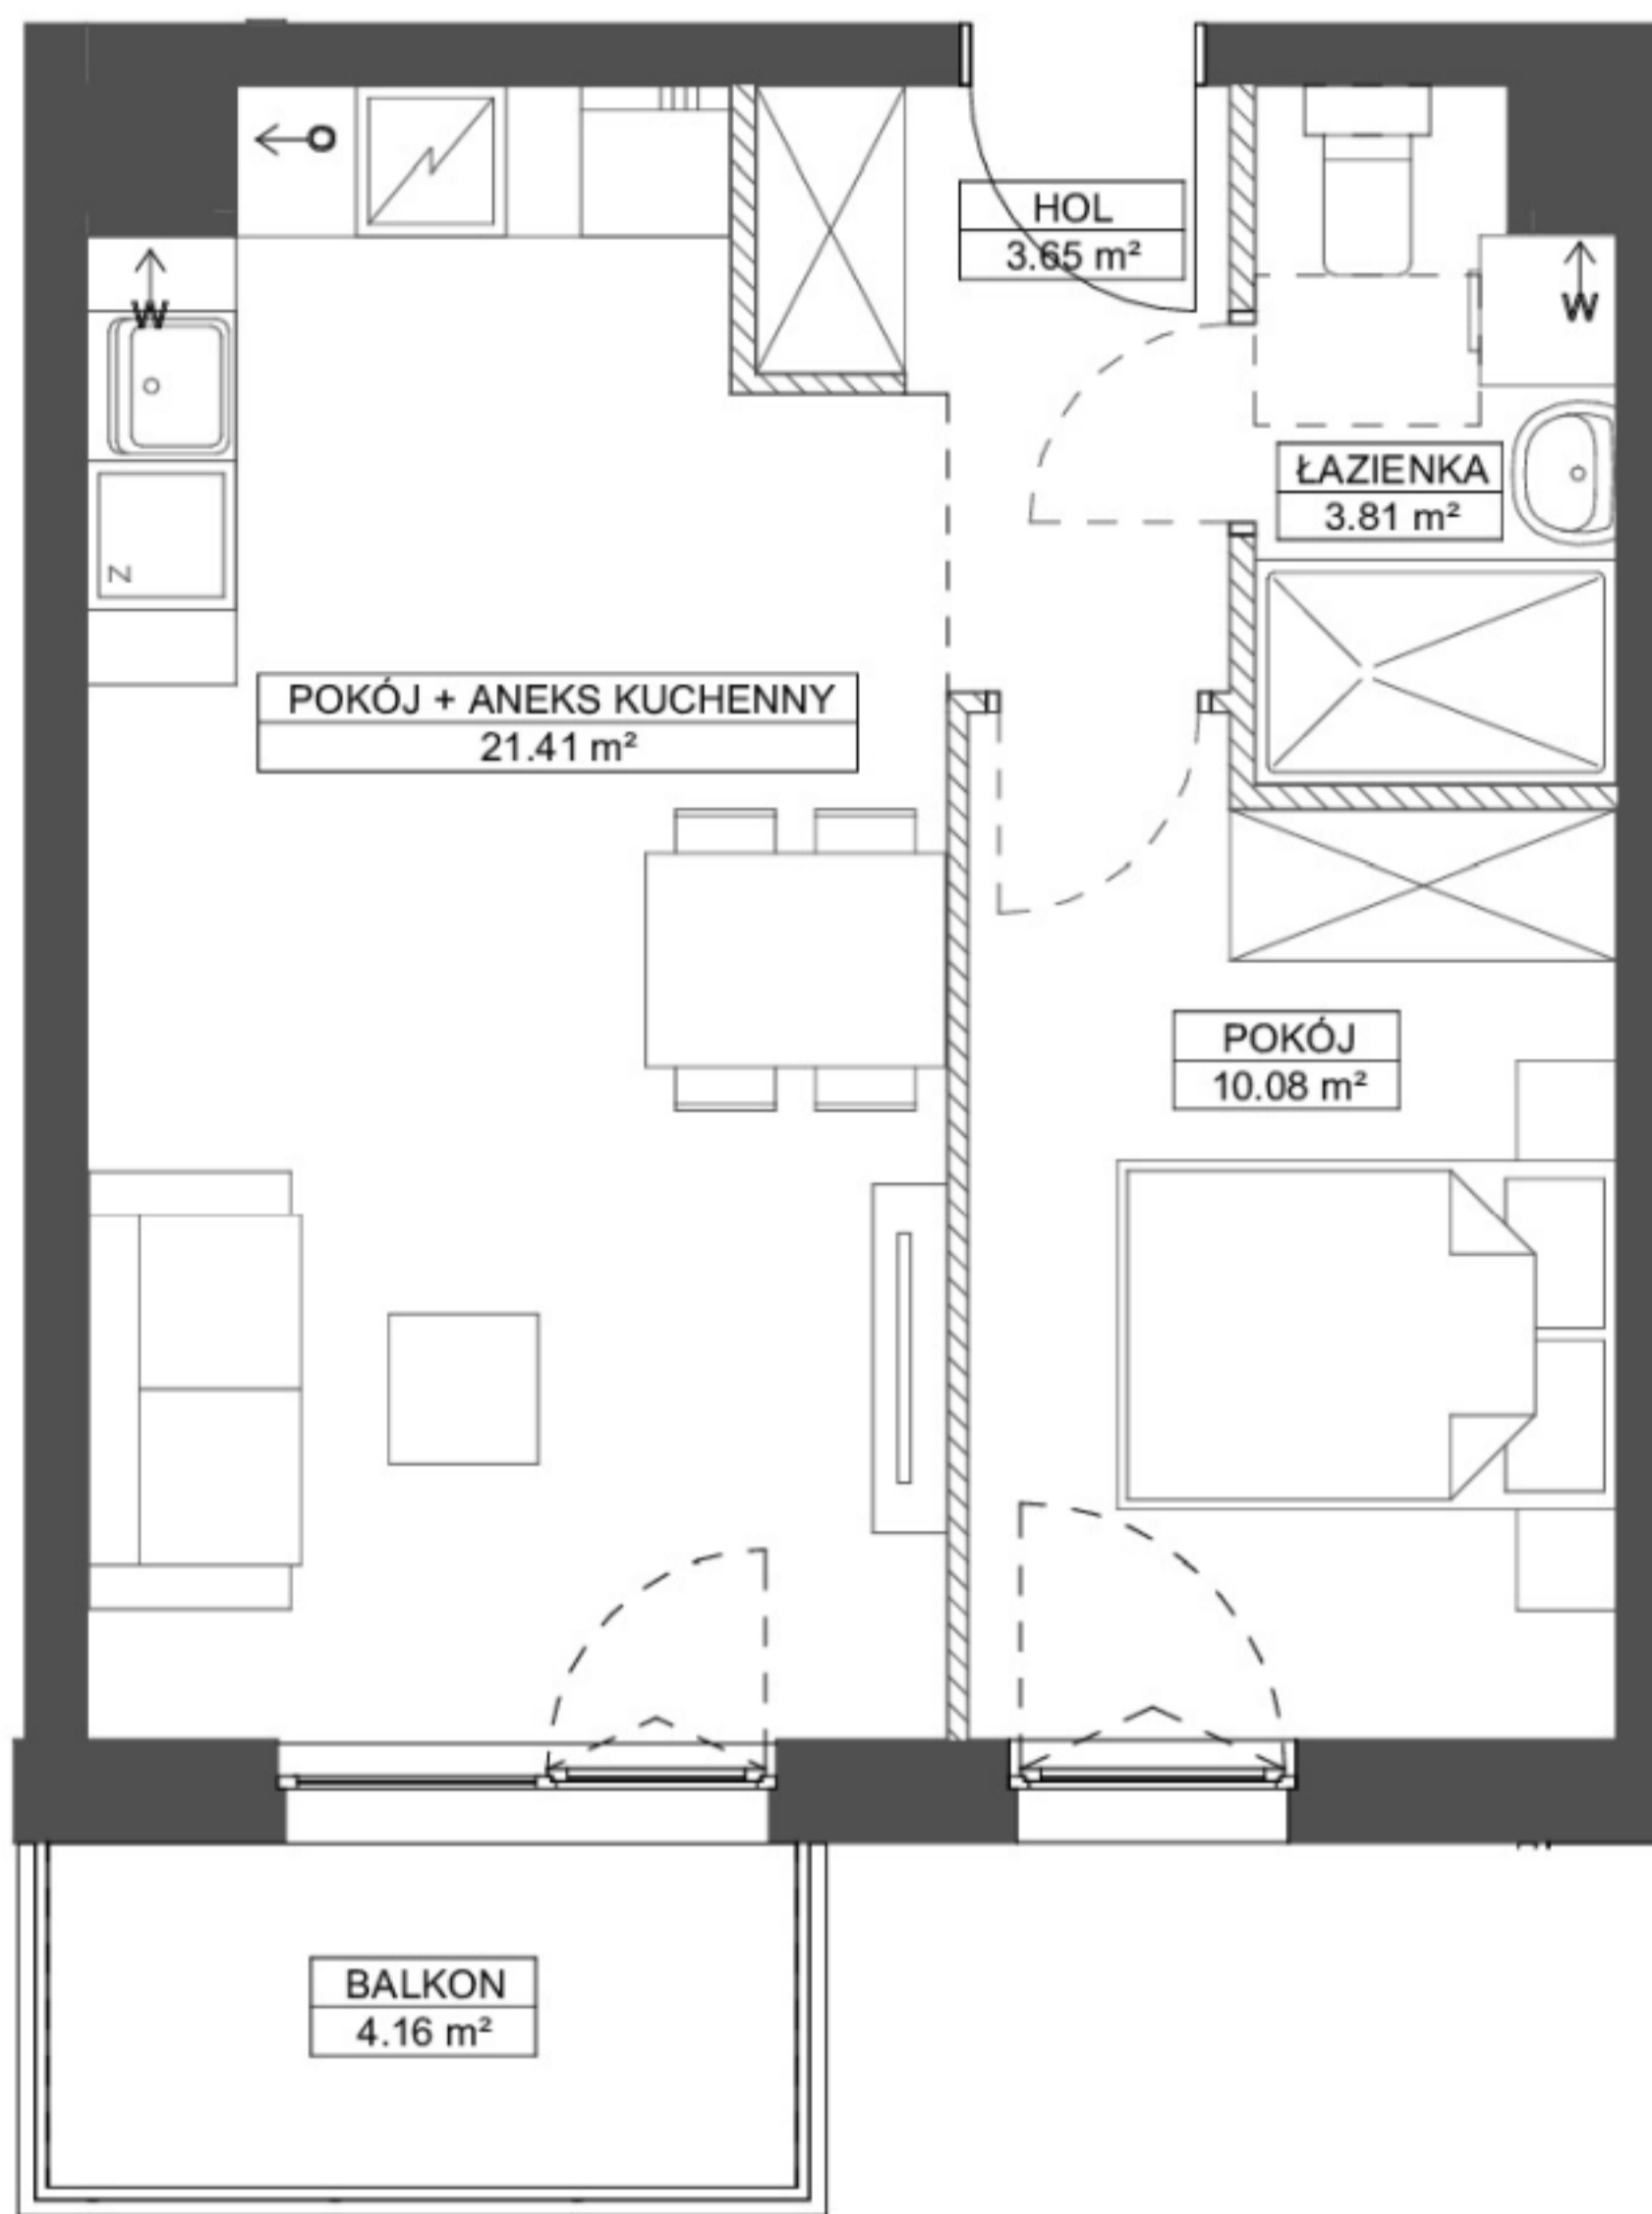 O
HOL
3.65 m²
W
W
ŁAZIENKA
3.81 m²
Z
POKÓJ + ANEKS KUCHENNY
21.41 m²
POKÓJ
10.08 m²
BALKON
4.16 m²